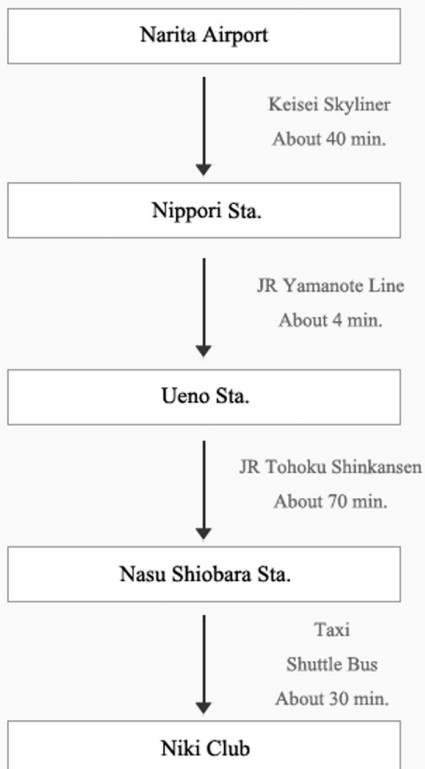 Narita Airport
Keisei Skyliner
About 40 min.
Nippori Sta.
JR Yamanote Line
About 4 min.
Ueno Sta.
JR Tohoku Shinkansen
About 70 min.
Nasu Shiobara Sta.
Taxi
Shuttle Bus
About 30 min.
Niki Club